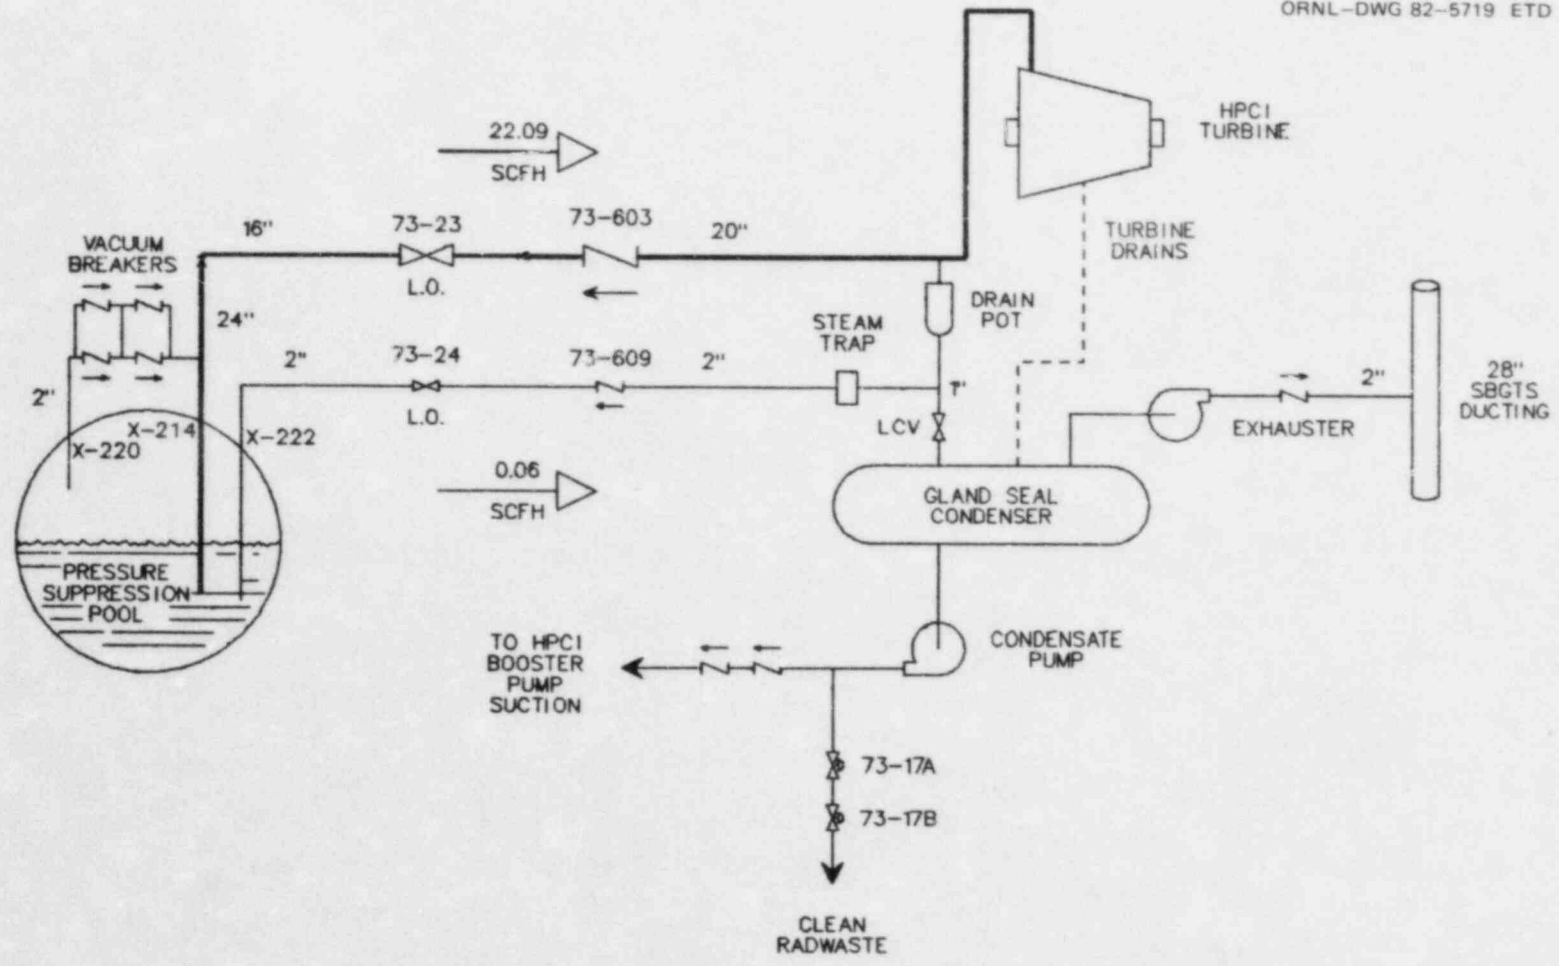 ORNL-DWG 82-5719 ETD
HPCI
TURBINE
22.09
SCFH
16"
73-23
73-603
20"
TURBINE
DRAINS
VACUUM
BREAKERS
L.O.
24"
DRAIN
POT
STEAM
TRAP
2"
2"
73-24
73-609
2"
1"
2"
28"
SBGTS
DUCTING
L.O.
LCV
EXHAUSTER
X-214
X-220
X-222
0.06
SCFH
GLAND SEAL
CONDENSER
PRESSURE
SUPPRESSION
POOL
TO HPCI
BOOSTER
PUMP
SUCTION
CONDENSATE
PUMP
73-17A
73-17B
CLEAN
RADWASTE